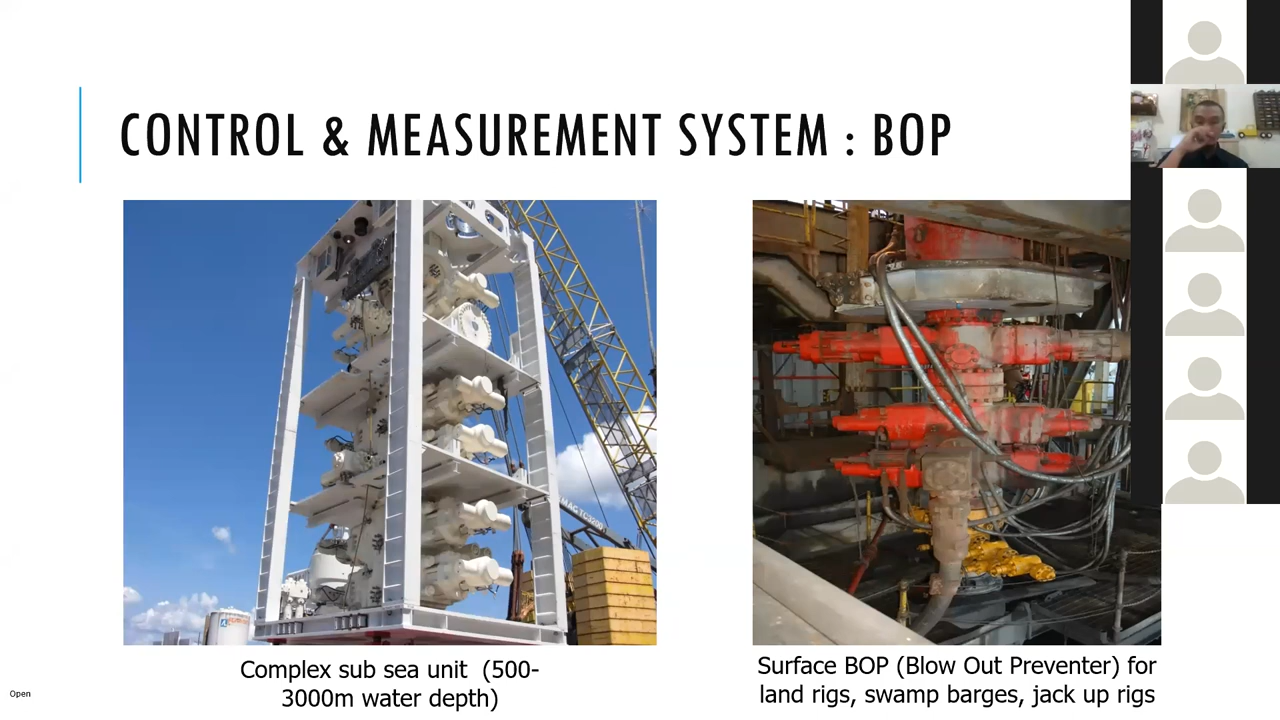 CONTROL & MEASUREMENT SYSTEM : BOP
Complex sub sea unit (500-
3000m water depth)
Surface BOP (Blow Out Preventer) for
land rigs, swamp barges, jack up rigs
Open